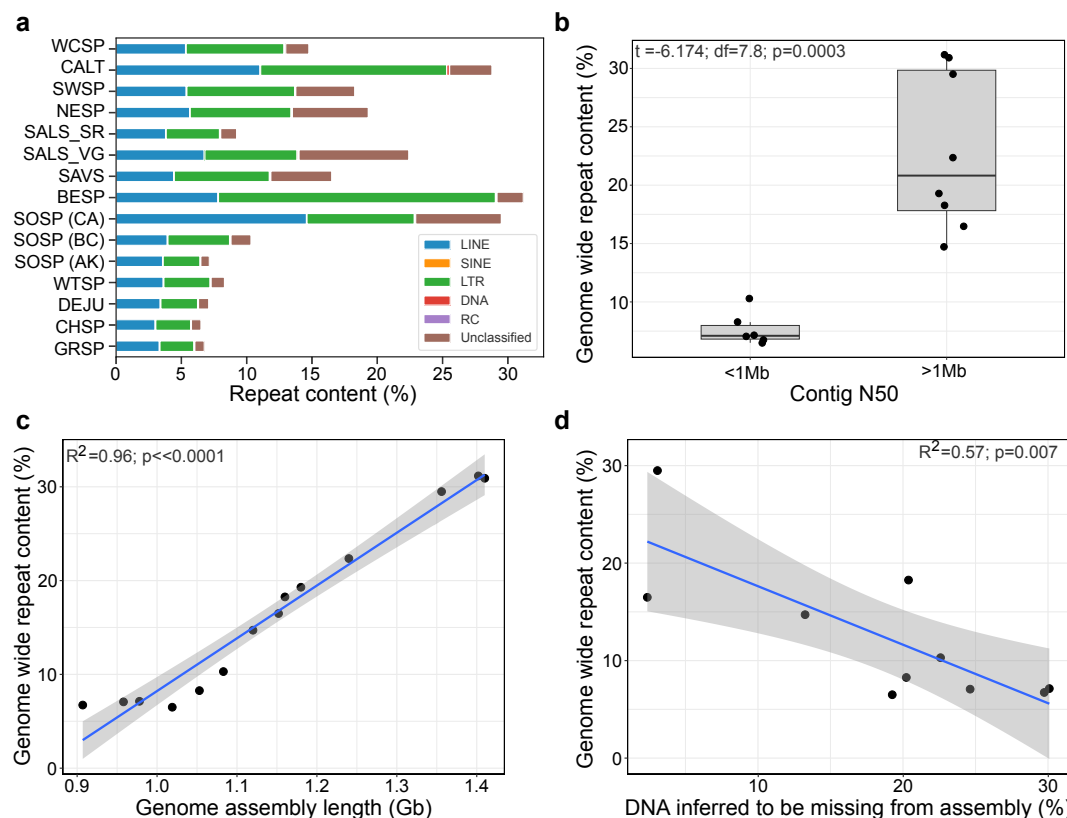 a
WCSP
CALT
SWSP
NESP
SALS_SR
SALS_VG
SAVS
BESP
SOSP (CA)
SOSP (BC)
SOSP (AK)
WTSP
DEJU
CHSP
GRSP
LINE
SINE
LTR
DNA
RC
Unclassified
0 5 10 15 20 25 30
Repeat content (%)
b
t =-6.174; df=7.8; p=0.0003
Genome wide repeat content (%)
30
25
20
15
10
<1Mb >1Mb
Contig N50
c
R2=0.96; p<<0.0001
Genome wide repeat content (%)
30
20
10
0
0.9 1.0 1.1 1.2 1.3 1.4
Genome assembly length (Gb)
d
R2=0.57; p=0.007
Genome wide repeat content (%)
30
20
10
0
10 20 30
DNA inferred to be missing from assembly (%)